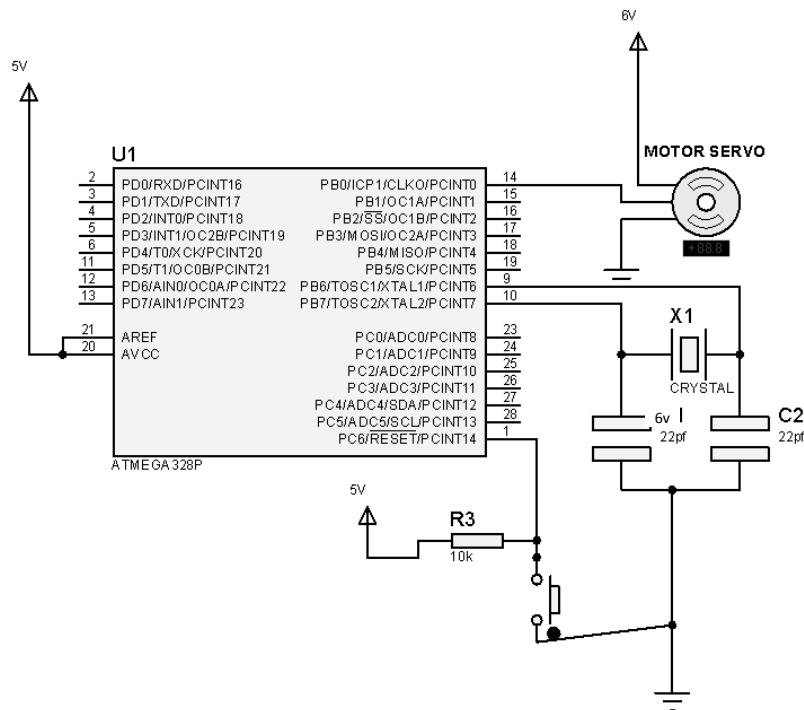 6V
5V
MOTOR SERVO
+88.8
U1
2 PD0/RXD/PCINT16 PB0/ICP1/CLKO/PCINT0 14
3 PD1/TXD/PCINT17 PB1/OC1A/PCINT1 15
4 PD2/INT0/PCINT18 PB2/SS/OC1B/PCINT2 16
5 PD3/INT1/OC2B/PCINT19 PB3/MOSI/OC2A/PCINT3 17
6 PD4/T0/XCK/PCINT20 PB4/MISO/PCINT4 18
11 PD5/T1/OC0B/PCINT21 PB5/SCK/PCINT5 19
12 PD6/AIN0/OC0A/PCINT22 PB6/TOSC1/XTAL1/PCINT6 9
13 PD7/AIN1/PCINT23 PB7/TOSC2/XTAL2/PCINT7 10
21 AREF PC0/ADC0/PCINT8 23
20 AVCC PC1/ADC1/PCINT9 24
PC2/ADC2/PCINT10 25
PC3/ADC3/PCINT11 26
PC4/ADC4/SDA/PCINT12 27
PC5/ADC5/SCL/PCINT13 28
PC6/RESET/PCINT14 1
ATMEGA328P
X1
CRYSTAL
6v
22pf
C2
22pf
5V
R3
10k